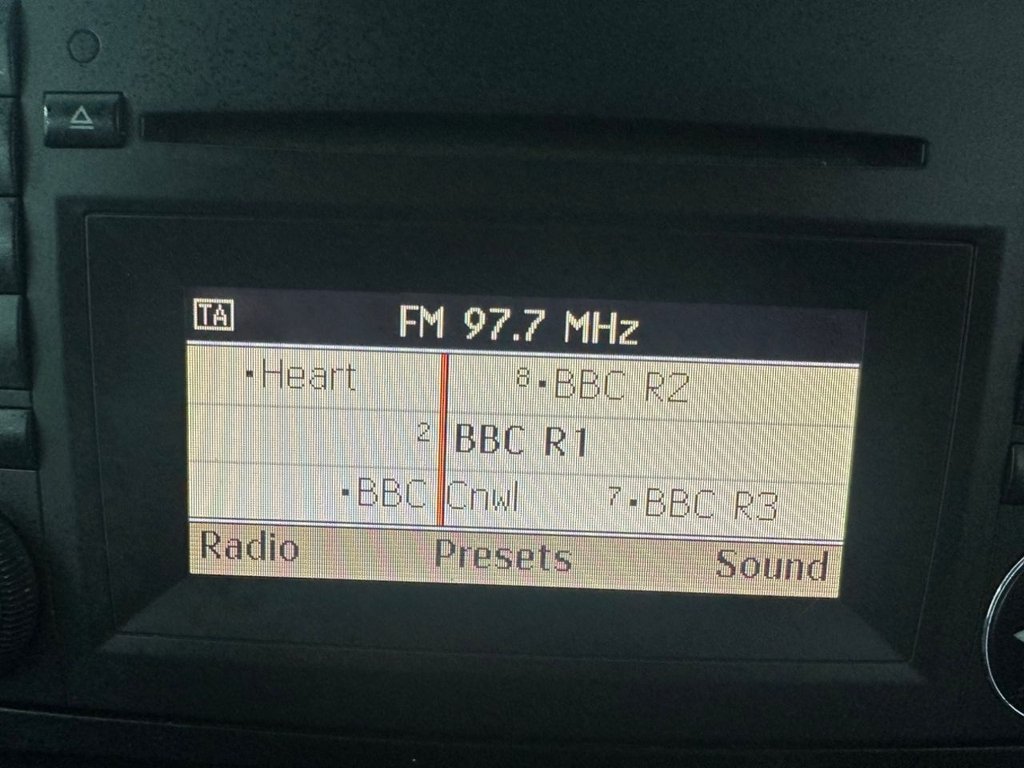 TA FM 97.7 MHz
•Heart 8•BBC R2
2 BBC R1
•BBC Cnwl 7•BBC R3
Radio Presets Sound